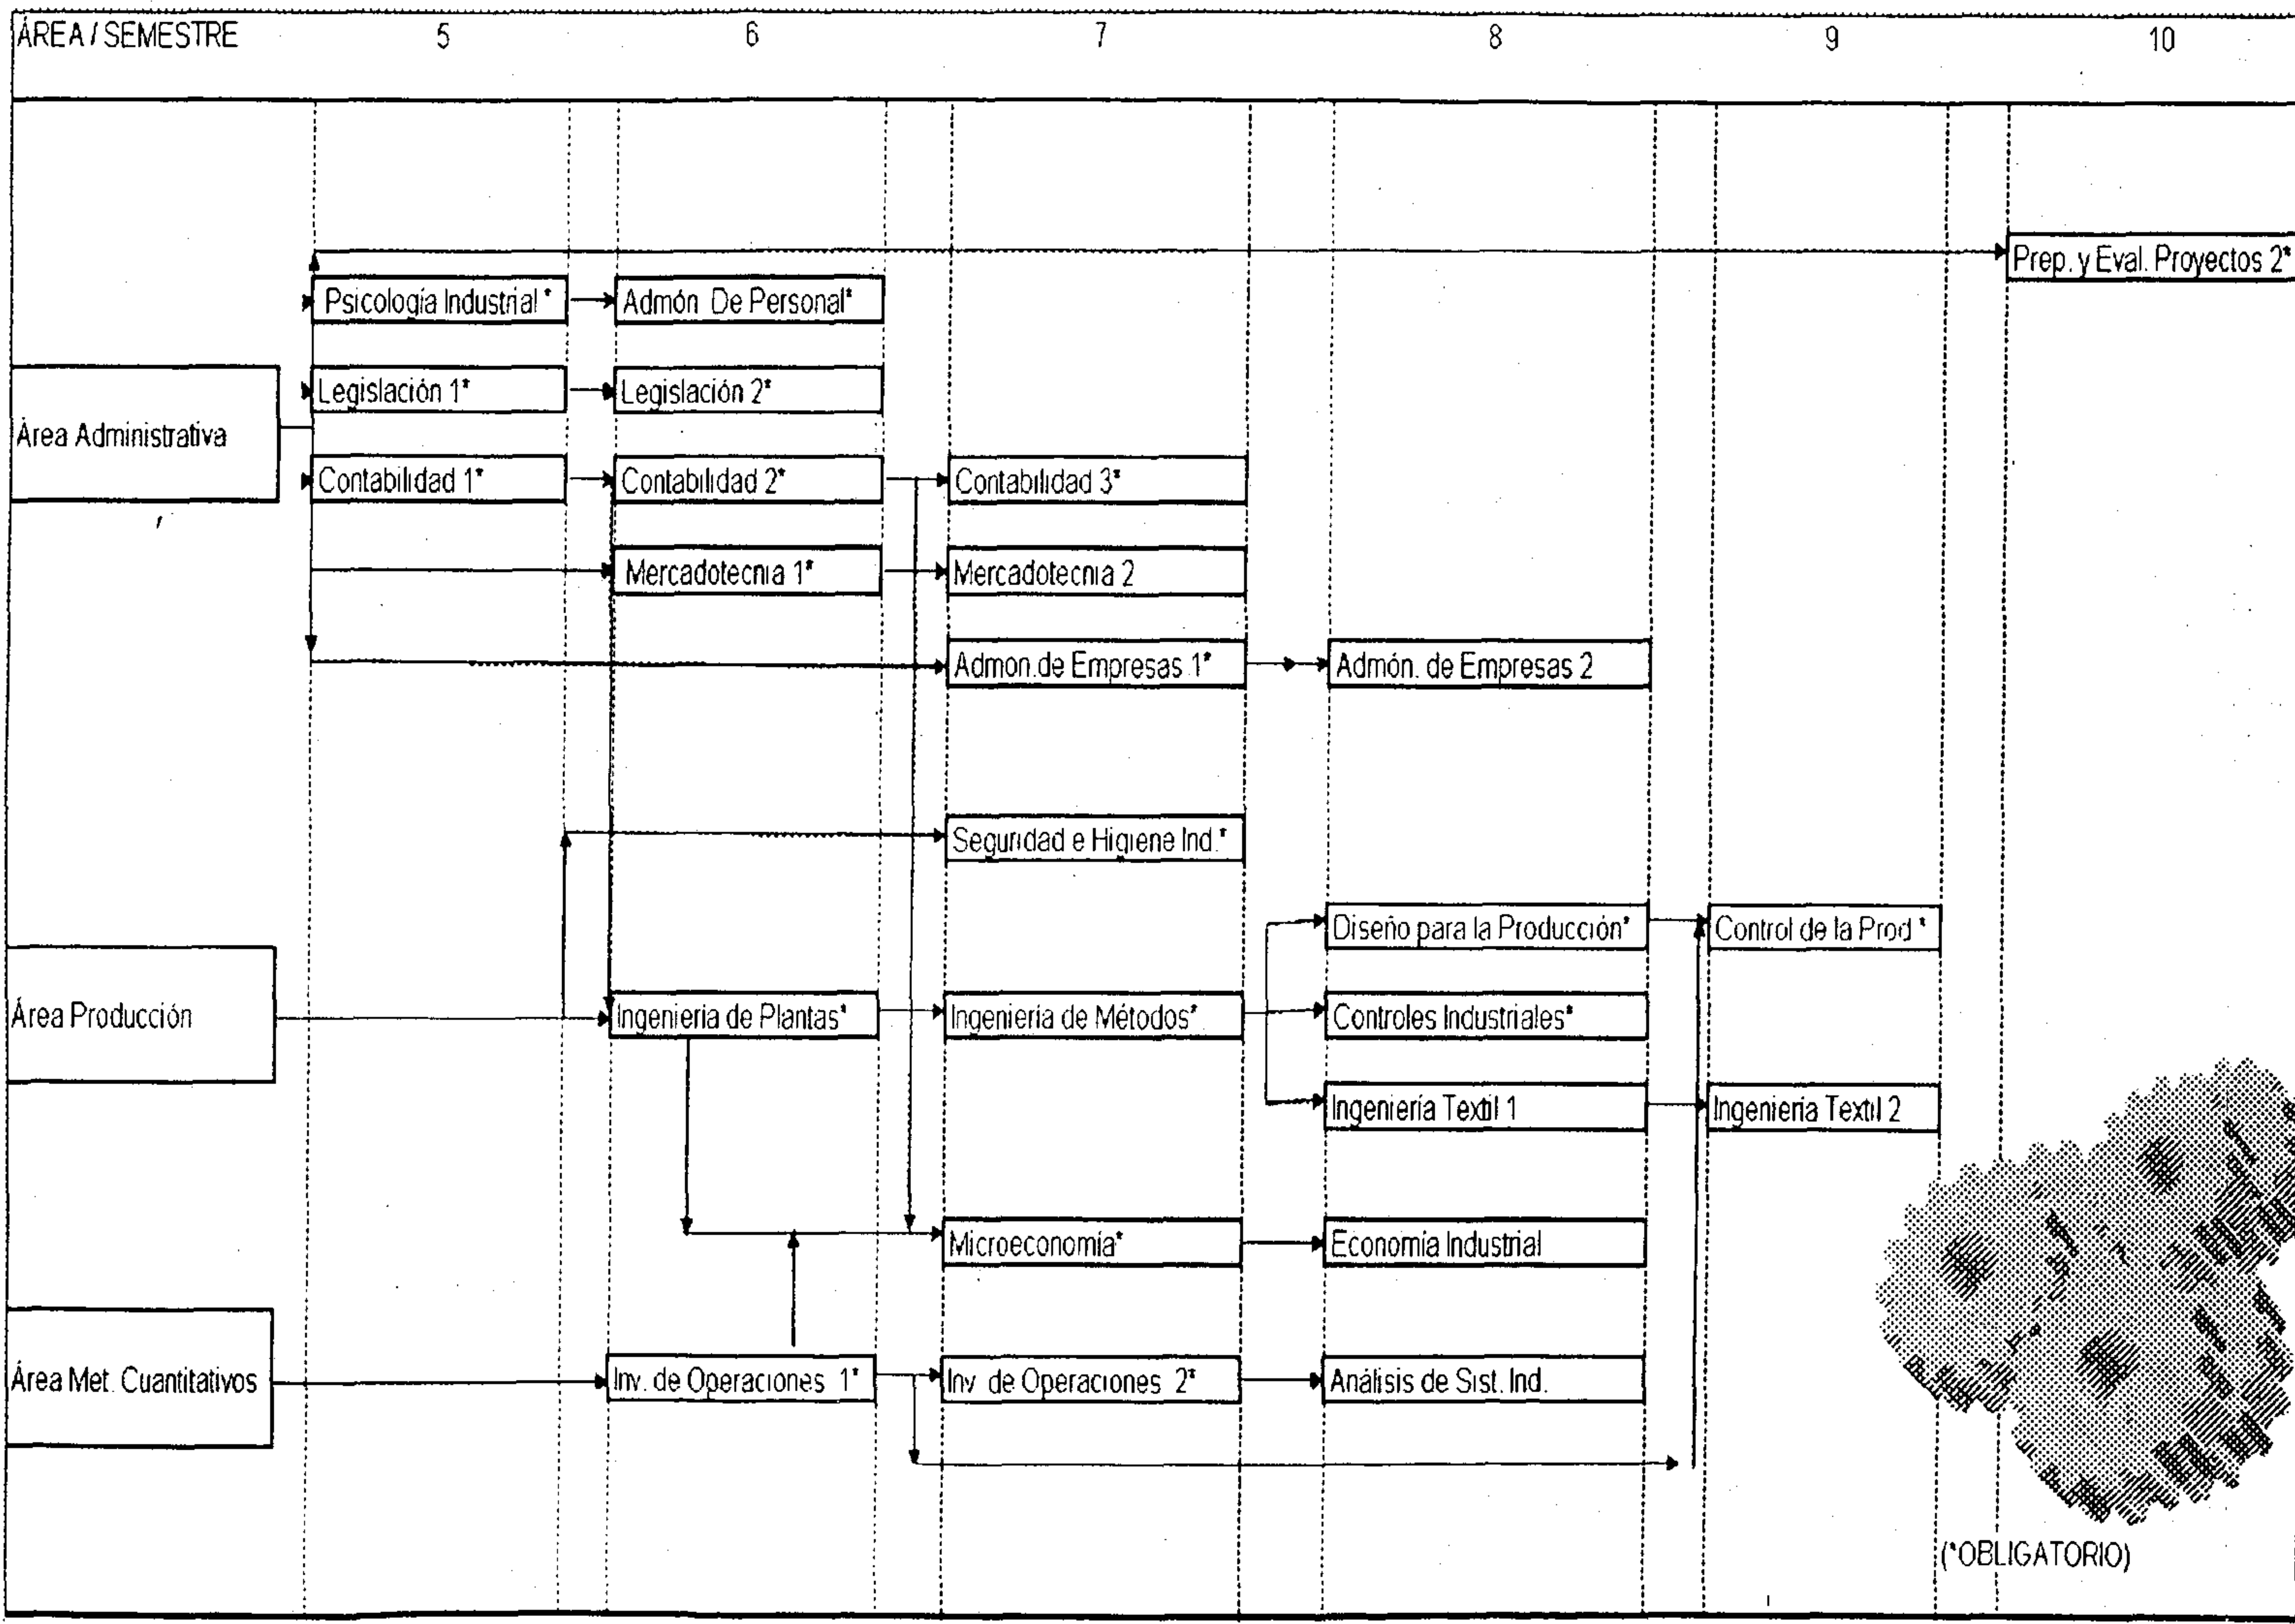 ÁREA / SEMESTRE 5 6 7 8 9 10
Prep. y Eval. Proyectos 2*
Psicología Industrial * Admón De Personal*
Legislación 1* Legislación 2*
Área Administrativa
Contabilidad 1* Contabilidad 2* Contabilidad 3*
Mercadotecnia 1* Mercadotecnia 2
Admon.de Empresas 1* Admón. de Empresas 2
Seguridad e Higiene Ind.*
Diseño para la Producción* Control de la Prod *
Área Producción Ingenieria de Plantas* Ingenieria de Métodos* Controles Industriales*
Ingeniería Textil 1 Ingenieria Textil 2
Microeconomía* Economía Industrial
Área Met. Cuantitativos Inv. de Operaciones 1* Inv de Operaciones 2* Análisis de Sist. Ind.
(*OBLIGATORIO)